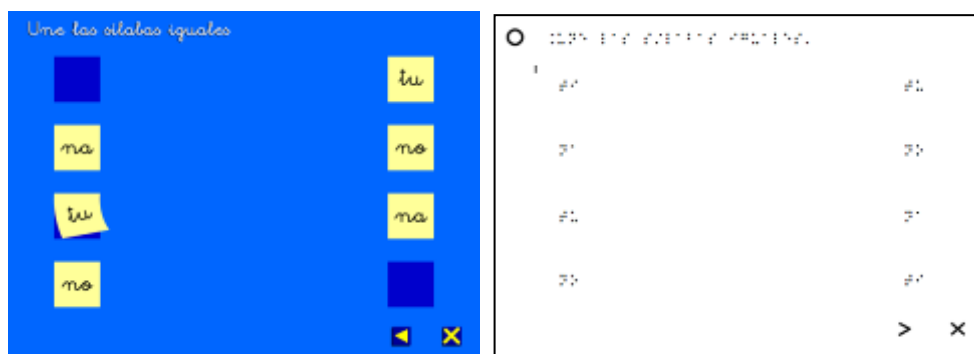 Une las sílabas iguales
tu
na no
tu na
no
⠨⠥⠝⠑ ⠇⠁⠎ ⠎⠌⠇⠁⠃⠁⠎ ⠊⠛⠥⠁⠇⠑⠎⠄
⠞⠊ ⠞⠥
⠝⠁ ⠝⠕
⠞⠥ ⠝⠁
⠝⠕ ⠞⠊